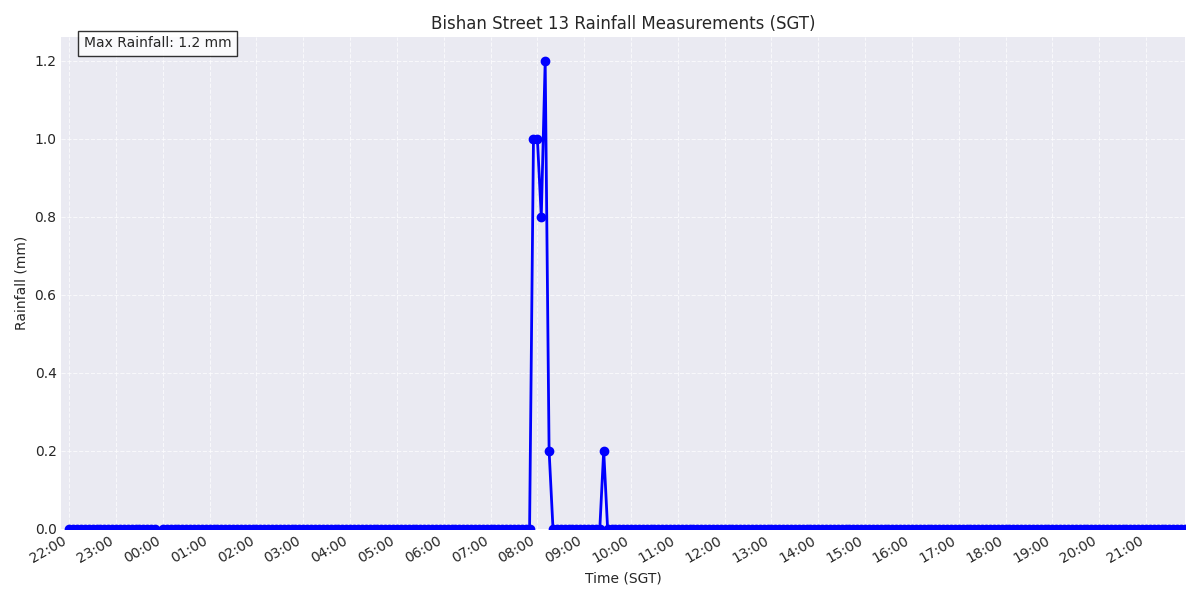 Bishan Street 13 Rainfall Measurements (SGT)
Max Rainfall: 1.2 mm
Rainfall (mm)
1.2
1.0
0.8
0.6
0.4
0.2
0.0
22:00 23:00 00:00 01:00 02:00 03:00 04:00 05:00 06:00 07:00 08:00 09:00 10:00 11:00 12:00 13:00 14:00 15:00 16:00 17:00 18:00 19:00 20:00 21:00
Time (SGT)